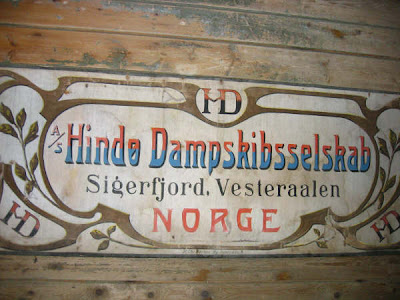 HD
A/S Hindø Dampskibsselskab
Sigerfjord, Vesteraalen
NORGE
HD
HD